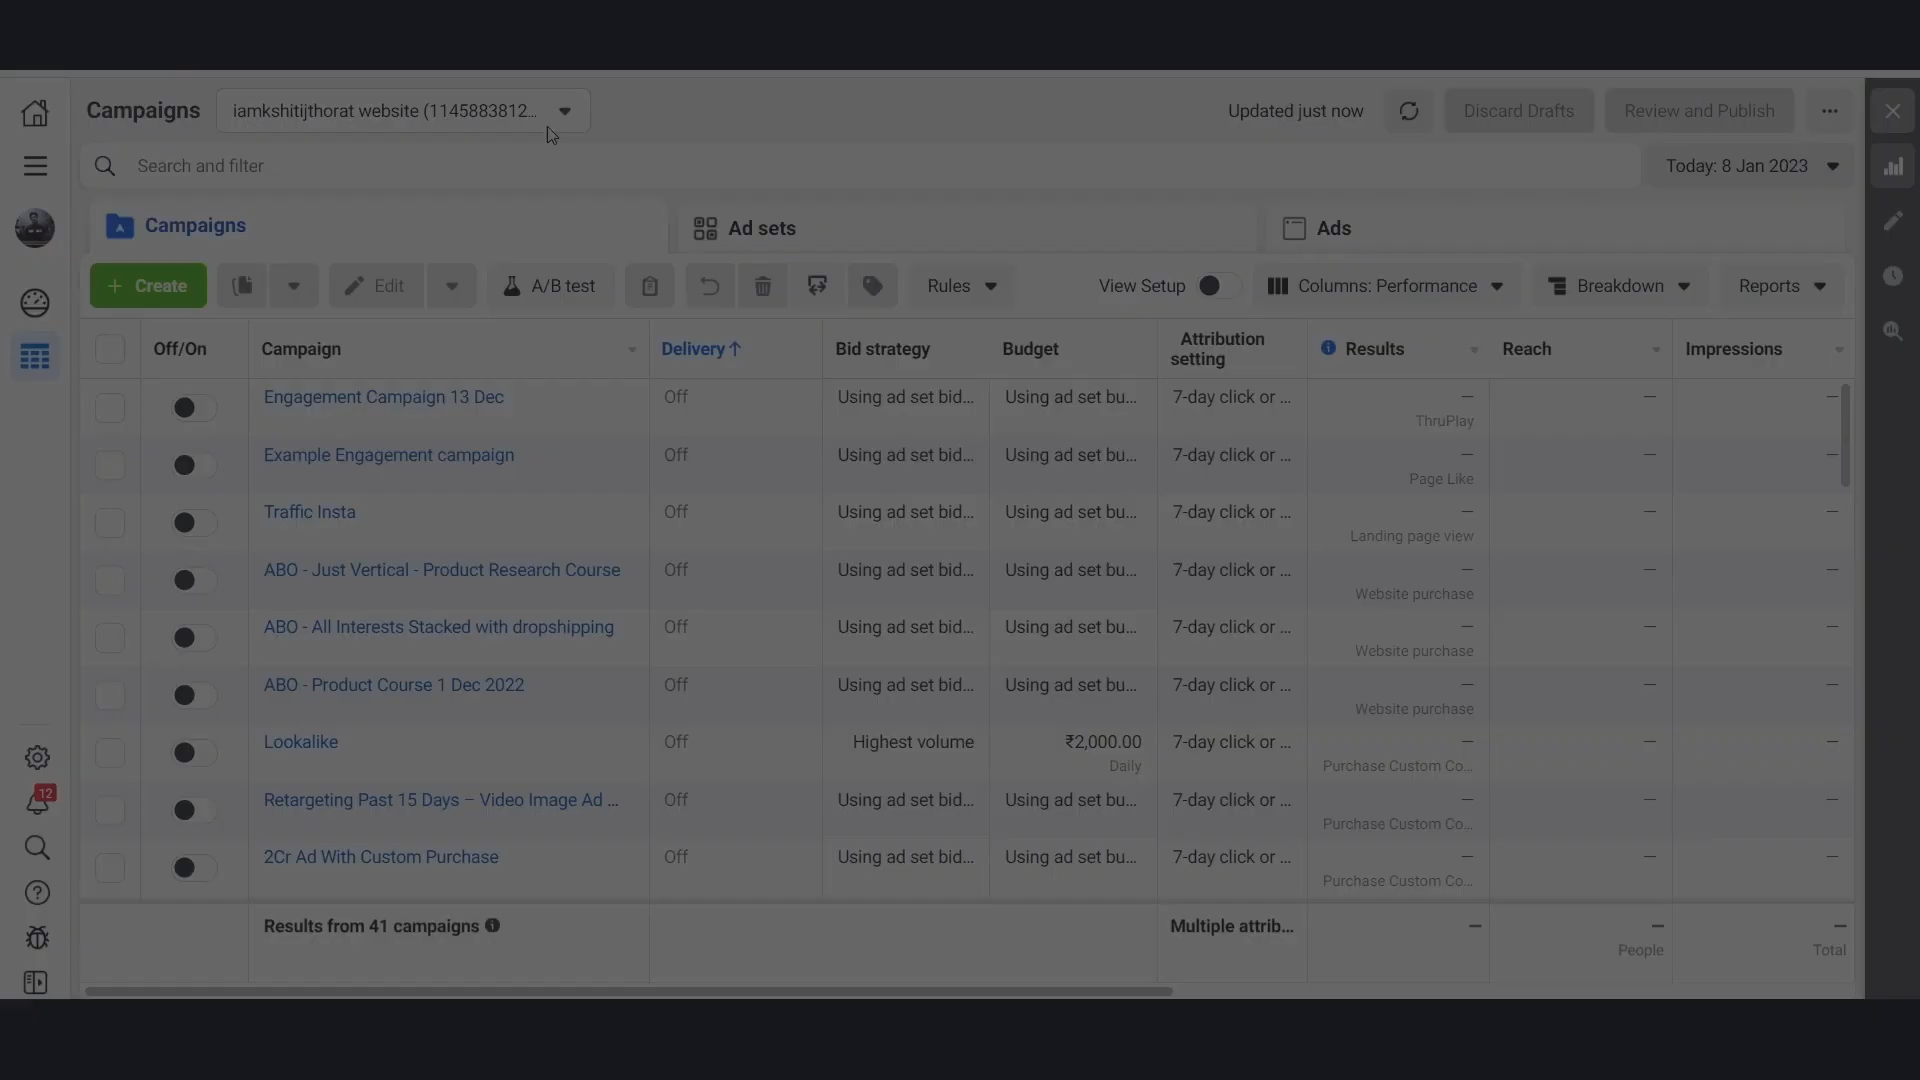 Campaigns
iamkshitijthorat website (1145883812...
Updated just now
Discard Drafts
Review and Publish
Search and filter
Today: 8 Jan 2023
Campaigns
Ad sets
Ads
+ Create
Edit
A/B test
Rules
View Setup
Columns: Performance
Breakdown
Reports
Off/On
Campaign
Delivery ↑
Bid strategy
Budget
Attribution
setting
Results
Reach
Impressions
Engagement Campaign 13 Dec Off Using ad set bid... Using ad set bu... 7-day click or ... — — —
ThruPlay
Example Engagement campaign Off Using ad set bid... Using ad set bu... 7-day click or ... — — —
Page Like
Traffic Insta Off Using ad set bid... Using ad set bu... 7-day click or ... — — —
Landing page view
ABO - Just Vertical - Product Research Course Off Using ad set bid... Using ad set bu... 7-day click or ... — — —
Website purchase
ABO - All Interests Stacked with dropshipping Off Using ad set bid... Using ad set bu... 7-day click or ... — — —
Website purchase
ABO - Product Course 1 Dec 2022 Off Using ad set bid... Using ad set bu... 7-day click or ... — — —
Website purchase
Lookalike Off Highest volume ₹2,000.00 7-day click or ... — — —
Daily Purchase Custom Co...
Retargeting Past 15 Days – Video Image Ad ... Off Using ad set bid... Using ad set bu... 7-day click or ... — — —
Purchase Custom Co...
2Cr Ad With Custom Purchase Off Using ad set bid... Using ad set bu... 7-day click or ... — — —
Purchase Custom Co...
Results from 41 campaigns Multiple attrib... — — —
People Total
12